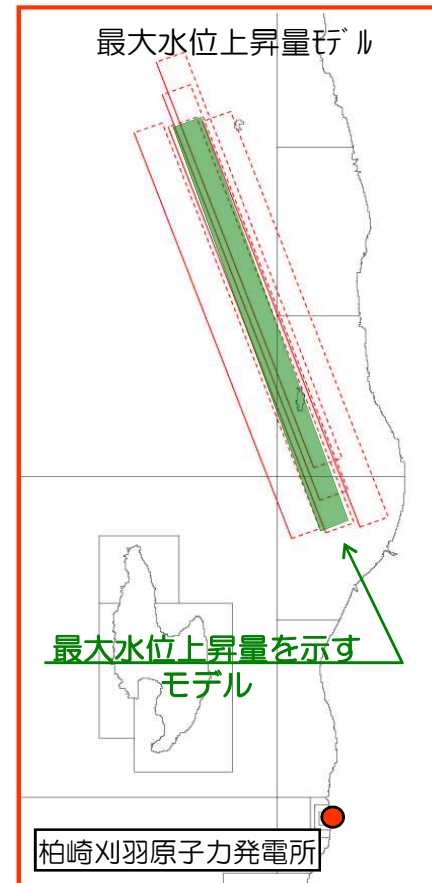 最大水位上昇量ﾓﾃﾞﾙ
最大水位上昇量を示す
モデル
柏崎刈羽原子力発電所